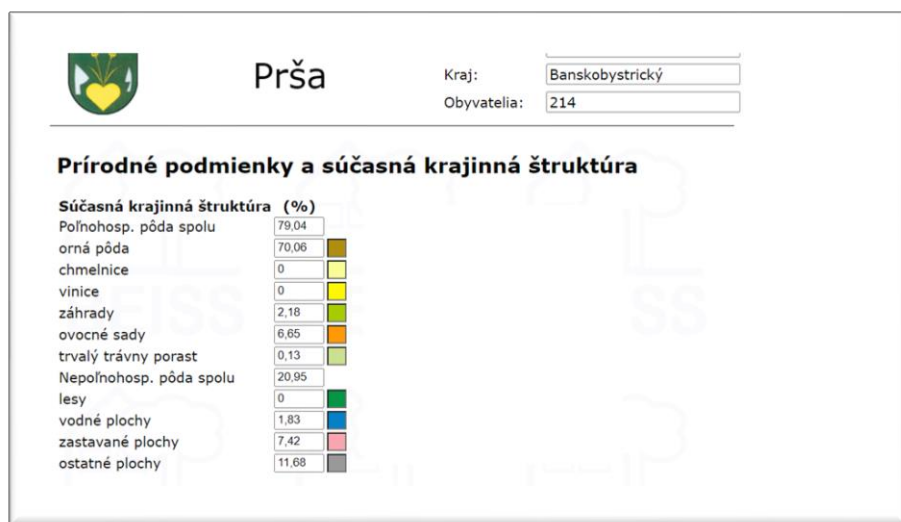 Prša
Kraj: Banskobystrický
Obyvatelia: 214
Prírodné podmienky a súčasná krajinná štruktúra
Súčasná krajinná štruktúra (%)
Poľnohosp. pôda spolu 79,04
orná pôda 70,06
chmelnice 0
vinice 0
záhrady 2,18
ovocné sady 6,65
trvalý trávny porast 0,13
Nepoľnohosp. pôda spolu 20,95
lesy 0
vodné plochy 1,83
zastavané plochy 7,42
ostatné plochy 11,68